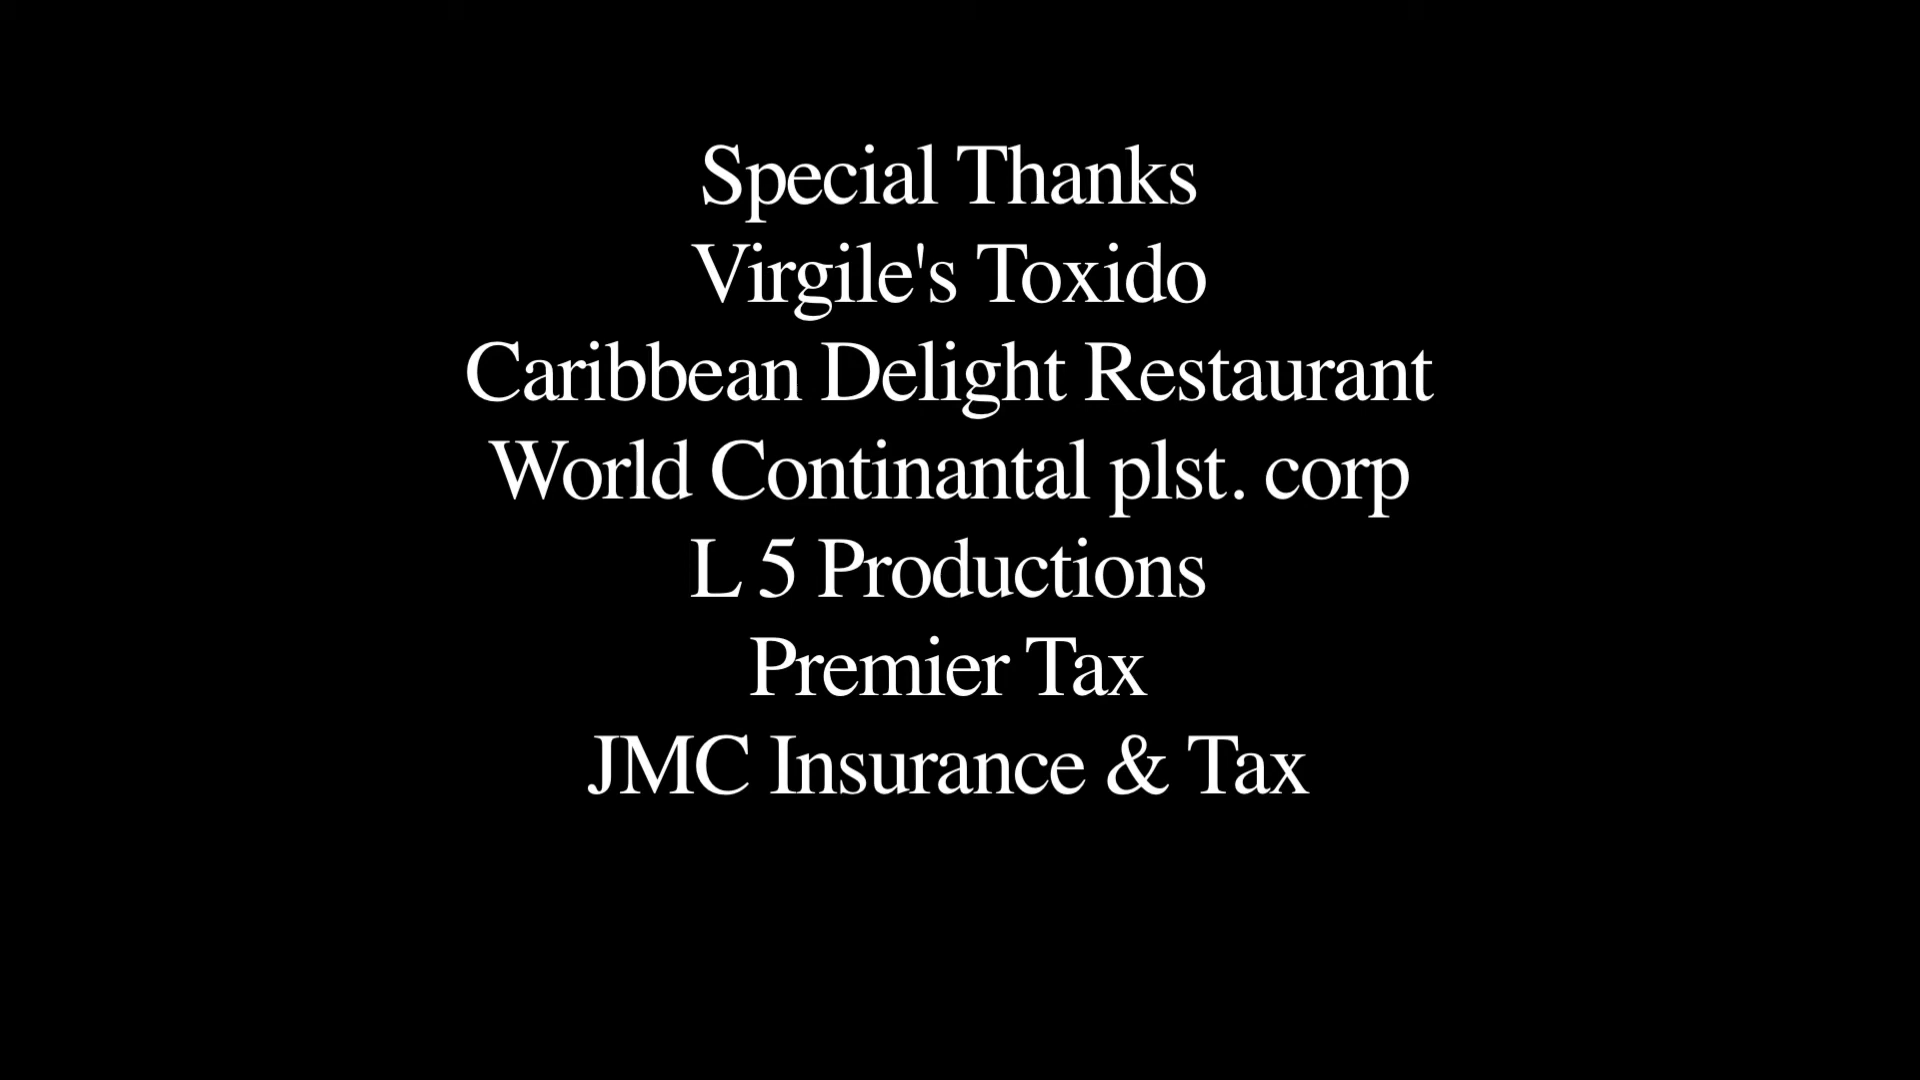 Special Thanks
Virgile's Toxido
Caribbean Delight Restaurant
World Continantal plst. corp
L 5 Productions
Premier Tax
JMC Insurance & Tax